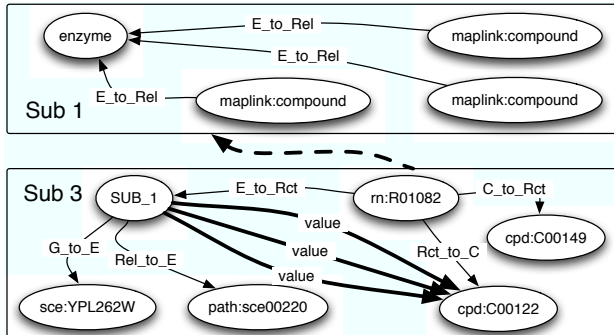 enzyme
E_to_Rel
maplink:compound
E_to_Rel
E_to_Rel
maplink:compound
maplink:compound
Sub 1
Sub 3
SUB_1
E_to_Rct
rn:R01082
C_to_Rct
value
cpd:C00149
G_to_E
Rel_to_E
value
Rct_to_C
value
sce:YPL262W
path:sce00220
cpd:C00122